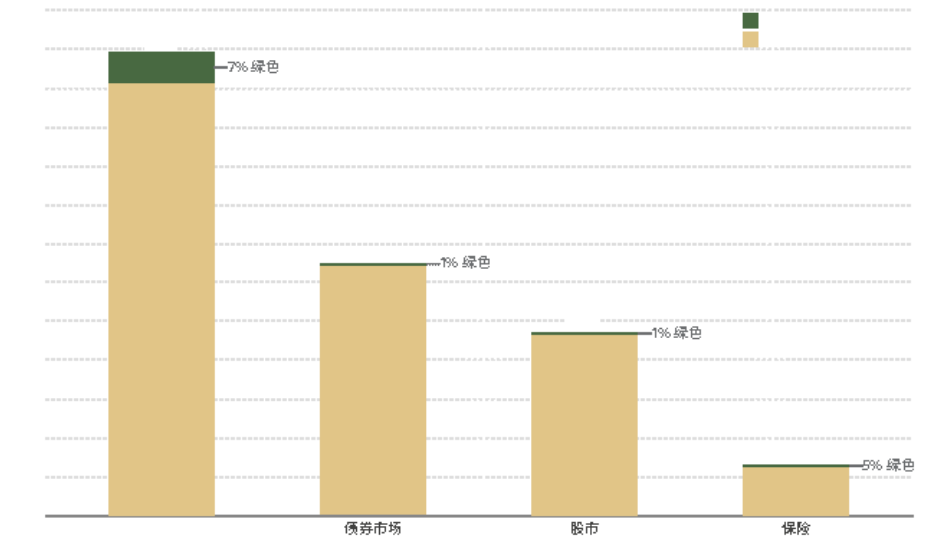 7% 绿色
1% 绿色
1% 绿色
5% 绿色
债券市场
股市
保险